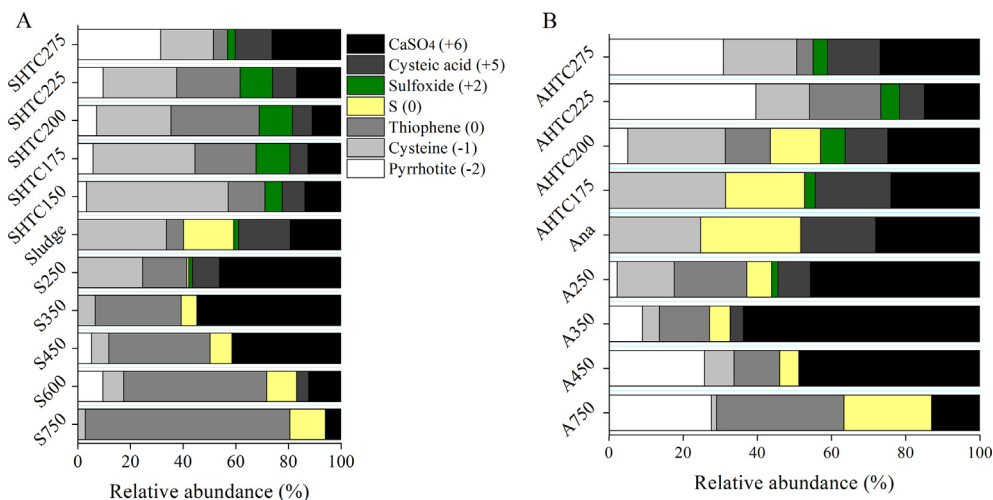 A
SHTC275
SHTC225
SHTC200
SHTC175
SHTC150
Sludge
S250
S350
S450
S600
S750
0 20 40 60 80 100
Relative abundance (%)
CaSO4 (+6)
Cysteic acid (+5)
Sulfoxide (+2)
S (0)
Thiophene (0)
Cysteine (-1)
Pyrrhotite (-2)
B
AHTC275
AHTC225
AHTC200
AHTC175
Ana
A250
A350
A450
A750
0 20 40 60 80 100
Relative abundance (%)